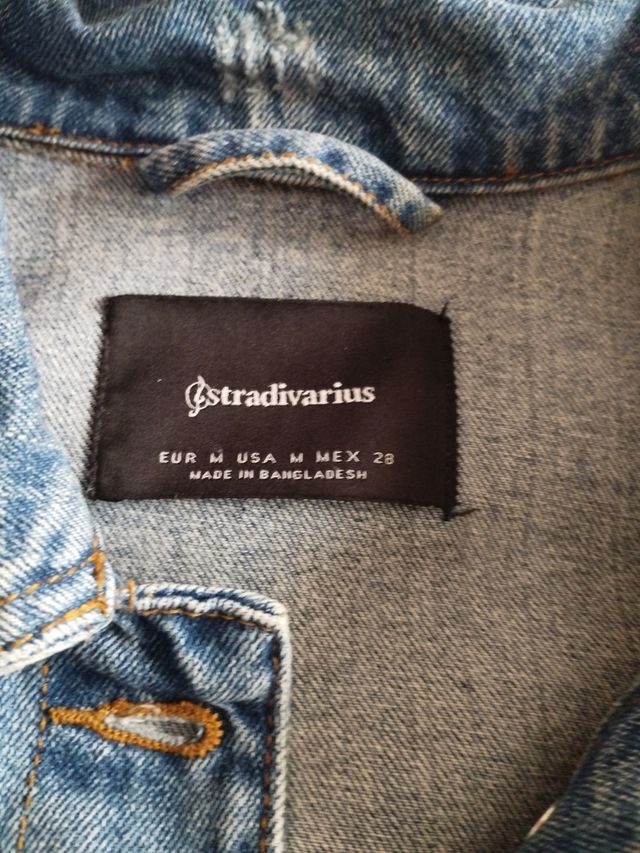 stradivarius
EUR M USA M MEX 28
MADE IN BANGLADESH